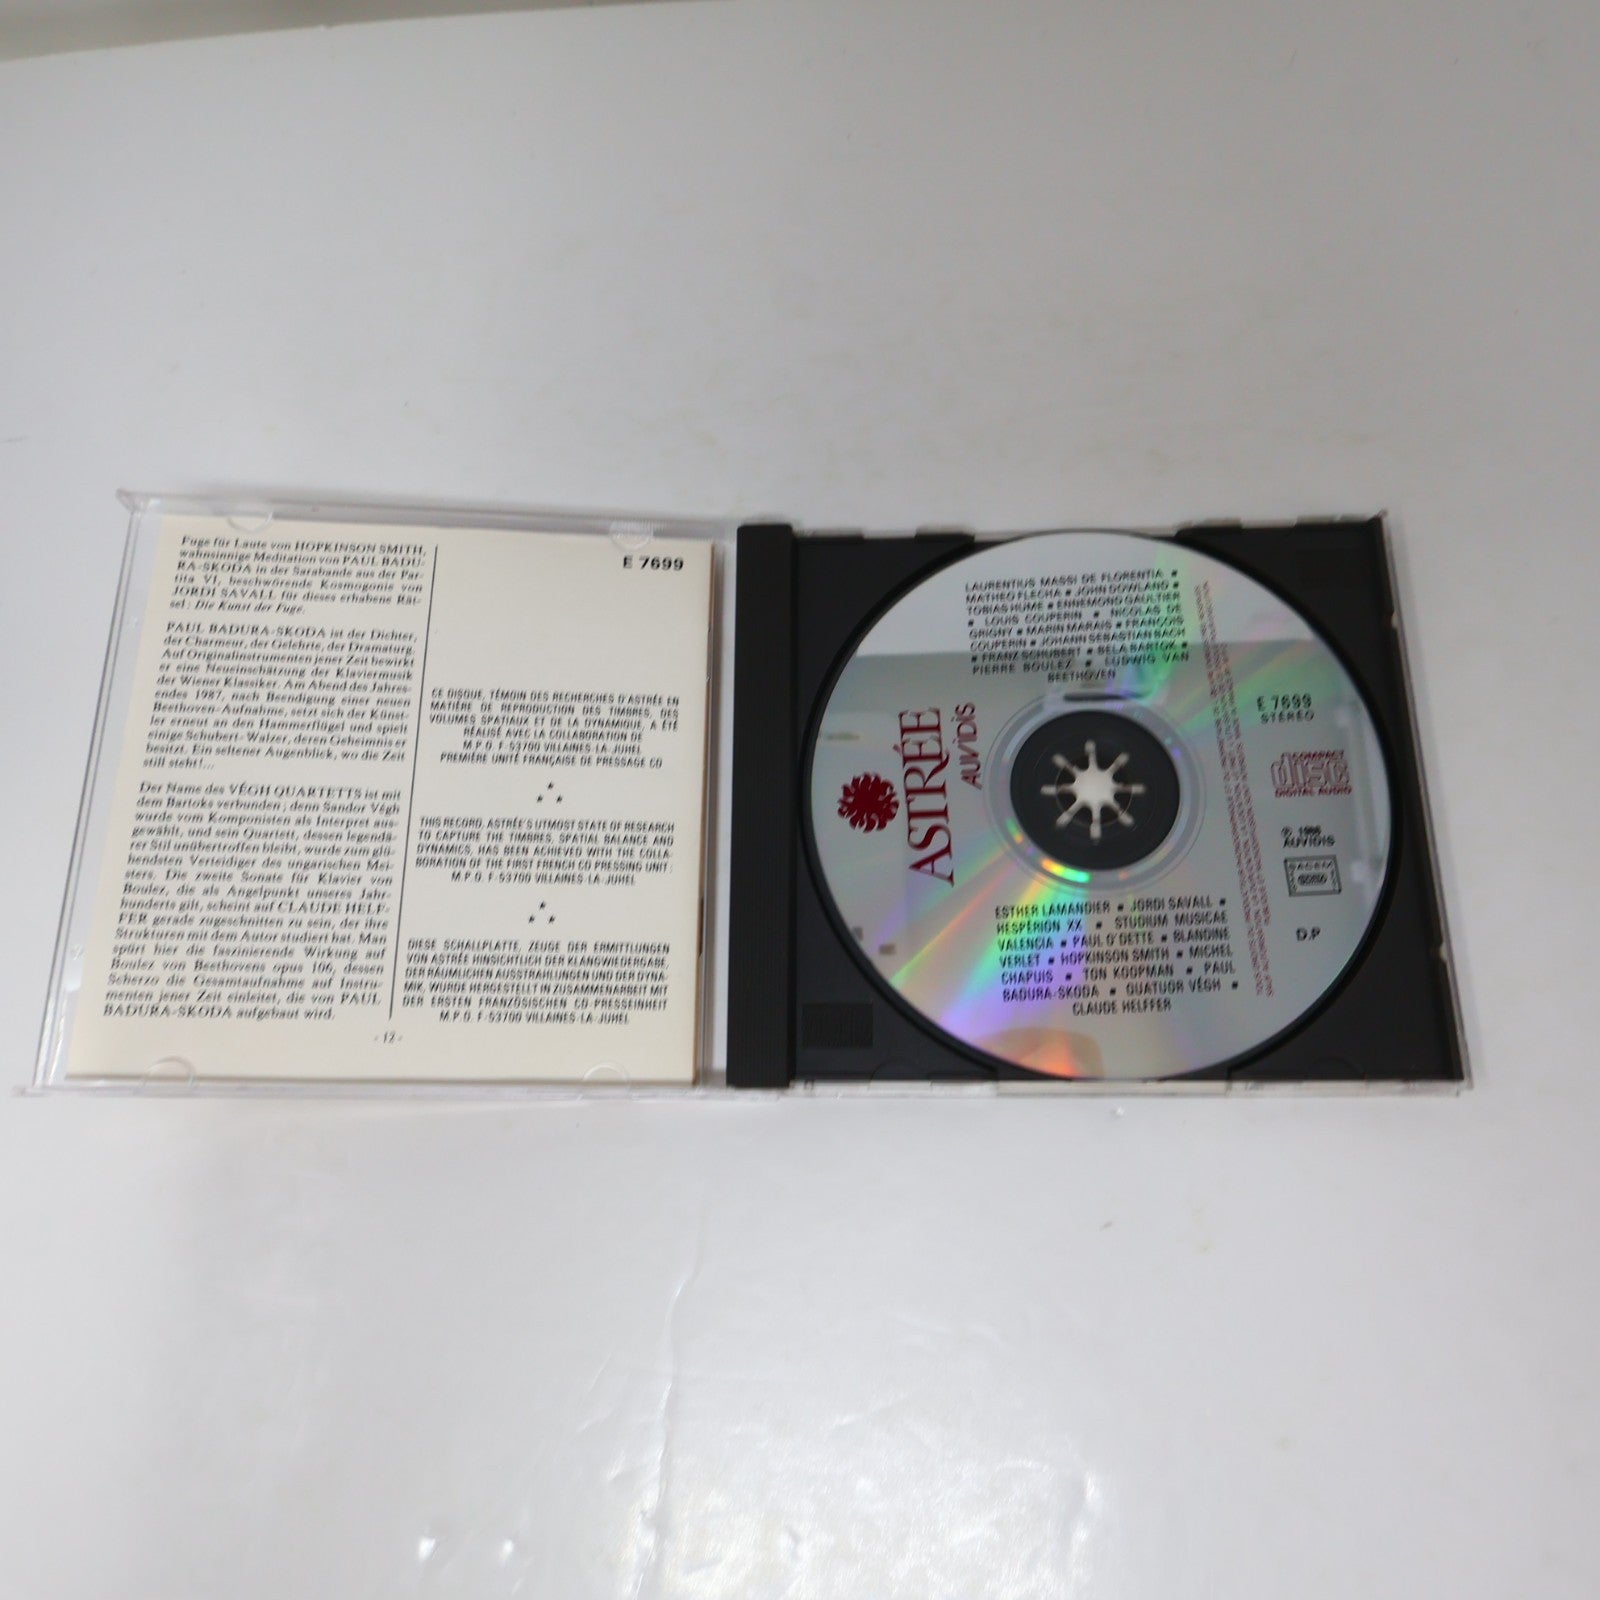 Fuge für Laute von HOPKINSON SMITH,
wahnsinnige Meditation von PAUL BADU-
RA-SKODA in der Sarabande aus der Par-
tita VI, beschwörende Kosmogonie von
JORDI SAVALL für dieses erhabene Rät-
sel : Die Kunst der Fuge.
PAUL BADURA-SKODA ist der Dichter,
der Charmeur, der Gelehrte, der Dramaturg.
Auf Originalinstrumenten jener Zeit bewirkt
er eine Neueinschätzung der Klaviermusik
der Wiener Klassiker. Am Abend des Jahres-
endes 1987, nach Beendigung einer neuen
Beethoven-Aufnahme, setzt sich der Künst-
ler erneut an den Hammerflügel und spielt
einige Schubert- Walzer, deren Geheimnis er
besitzt. Ein seltener Augenblick, wo die Zeit
still steht!...
Der Name des VÉGH QUARTETTS ist mit
dem Bartoks verbunden ; denn Sandor Végh
wurde vom Komponisten als Interpret aus-
gewählt, und sein Quartett, dessen legendä-
rer Stil unübertroffen bleibt, wurde zum glü-
hendsten Verteidiger des ungarischen Mei-
sters. Die zweite Sonate für Klavier von
Boulez, die als Angelpunkt unseres Jahr-
hunderts gilt, scheint auf CLAUDE HELF-
FER gerade zugeschnitten zu sein, der ihre
Strukturen mit dem Autor studiert hat. Man
spürt hier die faszinierende Wirkung auf
Boulez von Beethovens opus 106, dessen
Scherzo die Gesamtaufnahme auf Instru-
menten jener Zeit einleitet, die von PAUL
BADURA-SKODA aufgebaut wird.
- 12 -
E 7699
CE DISQUE, TÉMOIN DES RECHERCHES D'ASTRÉE EN
MATIÈRE DE REPRODUCTION DES TIMBRES, DES
VOLUMES SPATIAUX ET DE LA DYNAMIQUE, A ÉTÉ
RÉALISÉ AVEC LA COLLABORATION DE
M.P.O. F-53700 VILLAINES-LA-JUHEL
PREMIÈRE UNITÉ FRANÇAISE DE PRESSAGE CD
THIS RECORD, ASTRÉE'S UTMOST STATE OF RESEARCH
TO CAPTURE THE TIMBRES, SPATIAL BALANCE AND
DYNAMICS, HAS BEEN ACHIEVED WITH THE COLLA-
BORATION OF THE FIRST FRENCH CD PRESSING UNIT :
M.P.O. F-53700 VILLAINES-LA-JUHEL
DIESE SCHALLPLATTE, ZEUGE DER ERMITTLUNGEN
VON ASTRÉE HINSICHTLICH DER KLANGWIEDERGABE,
DER RÄUMLICHEN AUSSTRAHLUNGEN UND DER DYNA-
MIK, WURDE HERGESTELLT IN ZUSAMMENARBEIT MIT
DER ERSTEN FRANZÖSISCHEN CD-PRESSEINHEIT
M.P.O. F-53700 VILLAINES-LA-JUHEL
LAURENTIUS MASSI DE FLORENTIA ▪
MATHEO FLECHA ▪ JOHN DOWLAND ▪
TOBIAS HUME ▪ ENNEMOND GAULTIER
▪ LOUIS COUPERIN ▪ NICOLAS DE
GRIGNY ▪ MARIN MARAIS ▪ FRANÇOIS
COUPERIN ▪ JOHANN SEBASTIAN BACH
▪ FRANZ SCHUBERT ▪ BELA BARTOK ▪
PIERRE BOULEZ ▪ LUDWIG VAN
BEETHOVEN
ASTRÉE
AUVIDIS
E 7699
STÉRÉO
COMPACT
disc
DIGITAL AUDIO
AUVIDIS
D.P
ESTHER LAMANDIER ▪ JORDI SAVALL ▪
HESPERION XX ▪ STUDIUM MUSICAE
VALENCIA ▪ PAUL O'DETTE ▪ BLANDINE
VERLET ▪ HOPKINSON SMITH ▪ MICHEL
CHAPUIS ▪ TON KOOPMAN ▪ PAUL
BADURA-SKODA ▪ QUATUOR VÉGH ▪
CLAUDE HELFFER